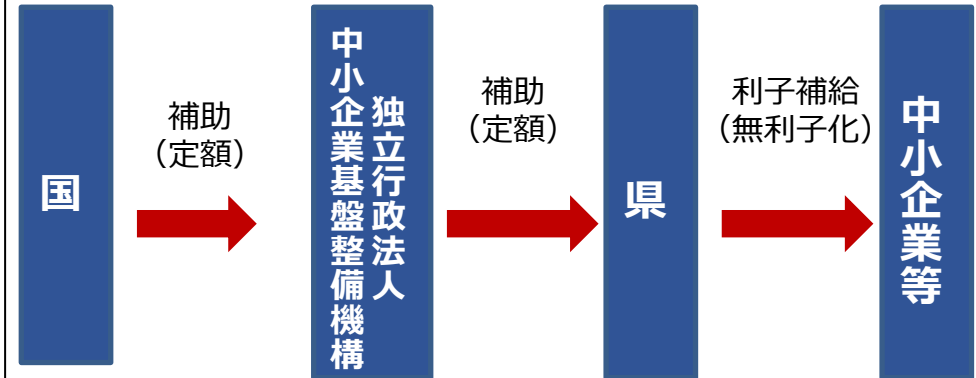 国
補助
（定額）
独立行政法人
中小企業基盤整備機構
補助
（定額）
県
利子補給
（無利子化）
中小企業等